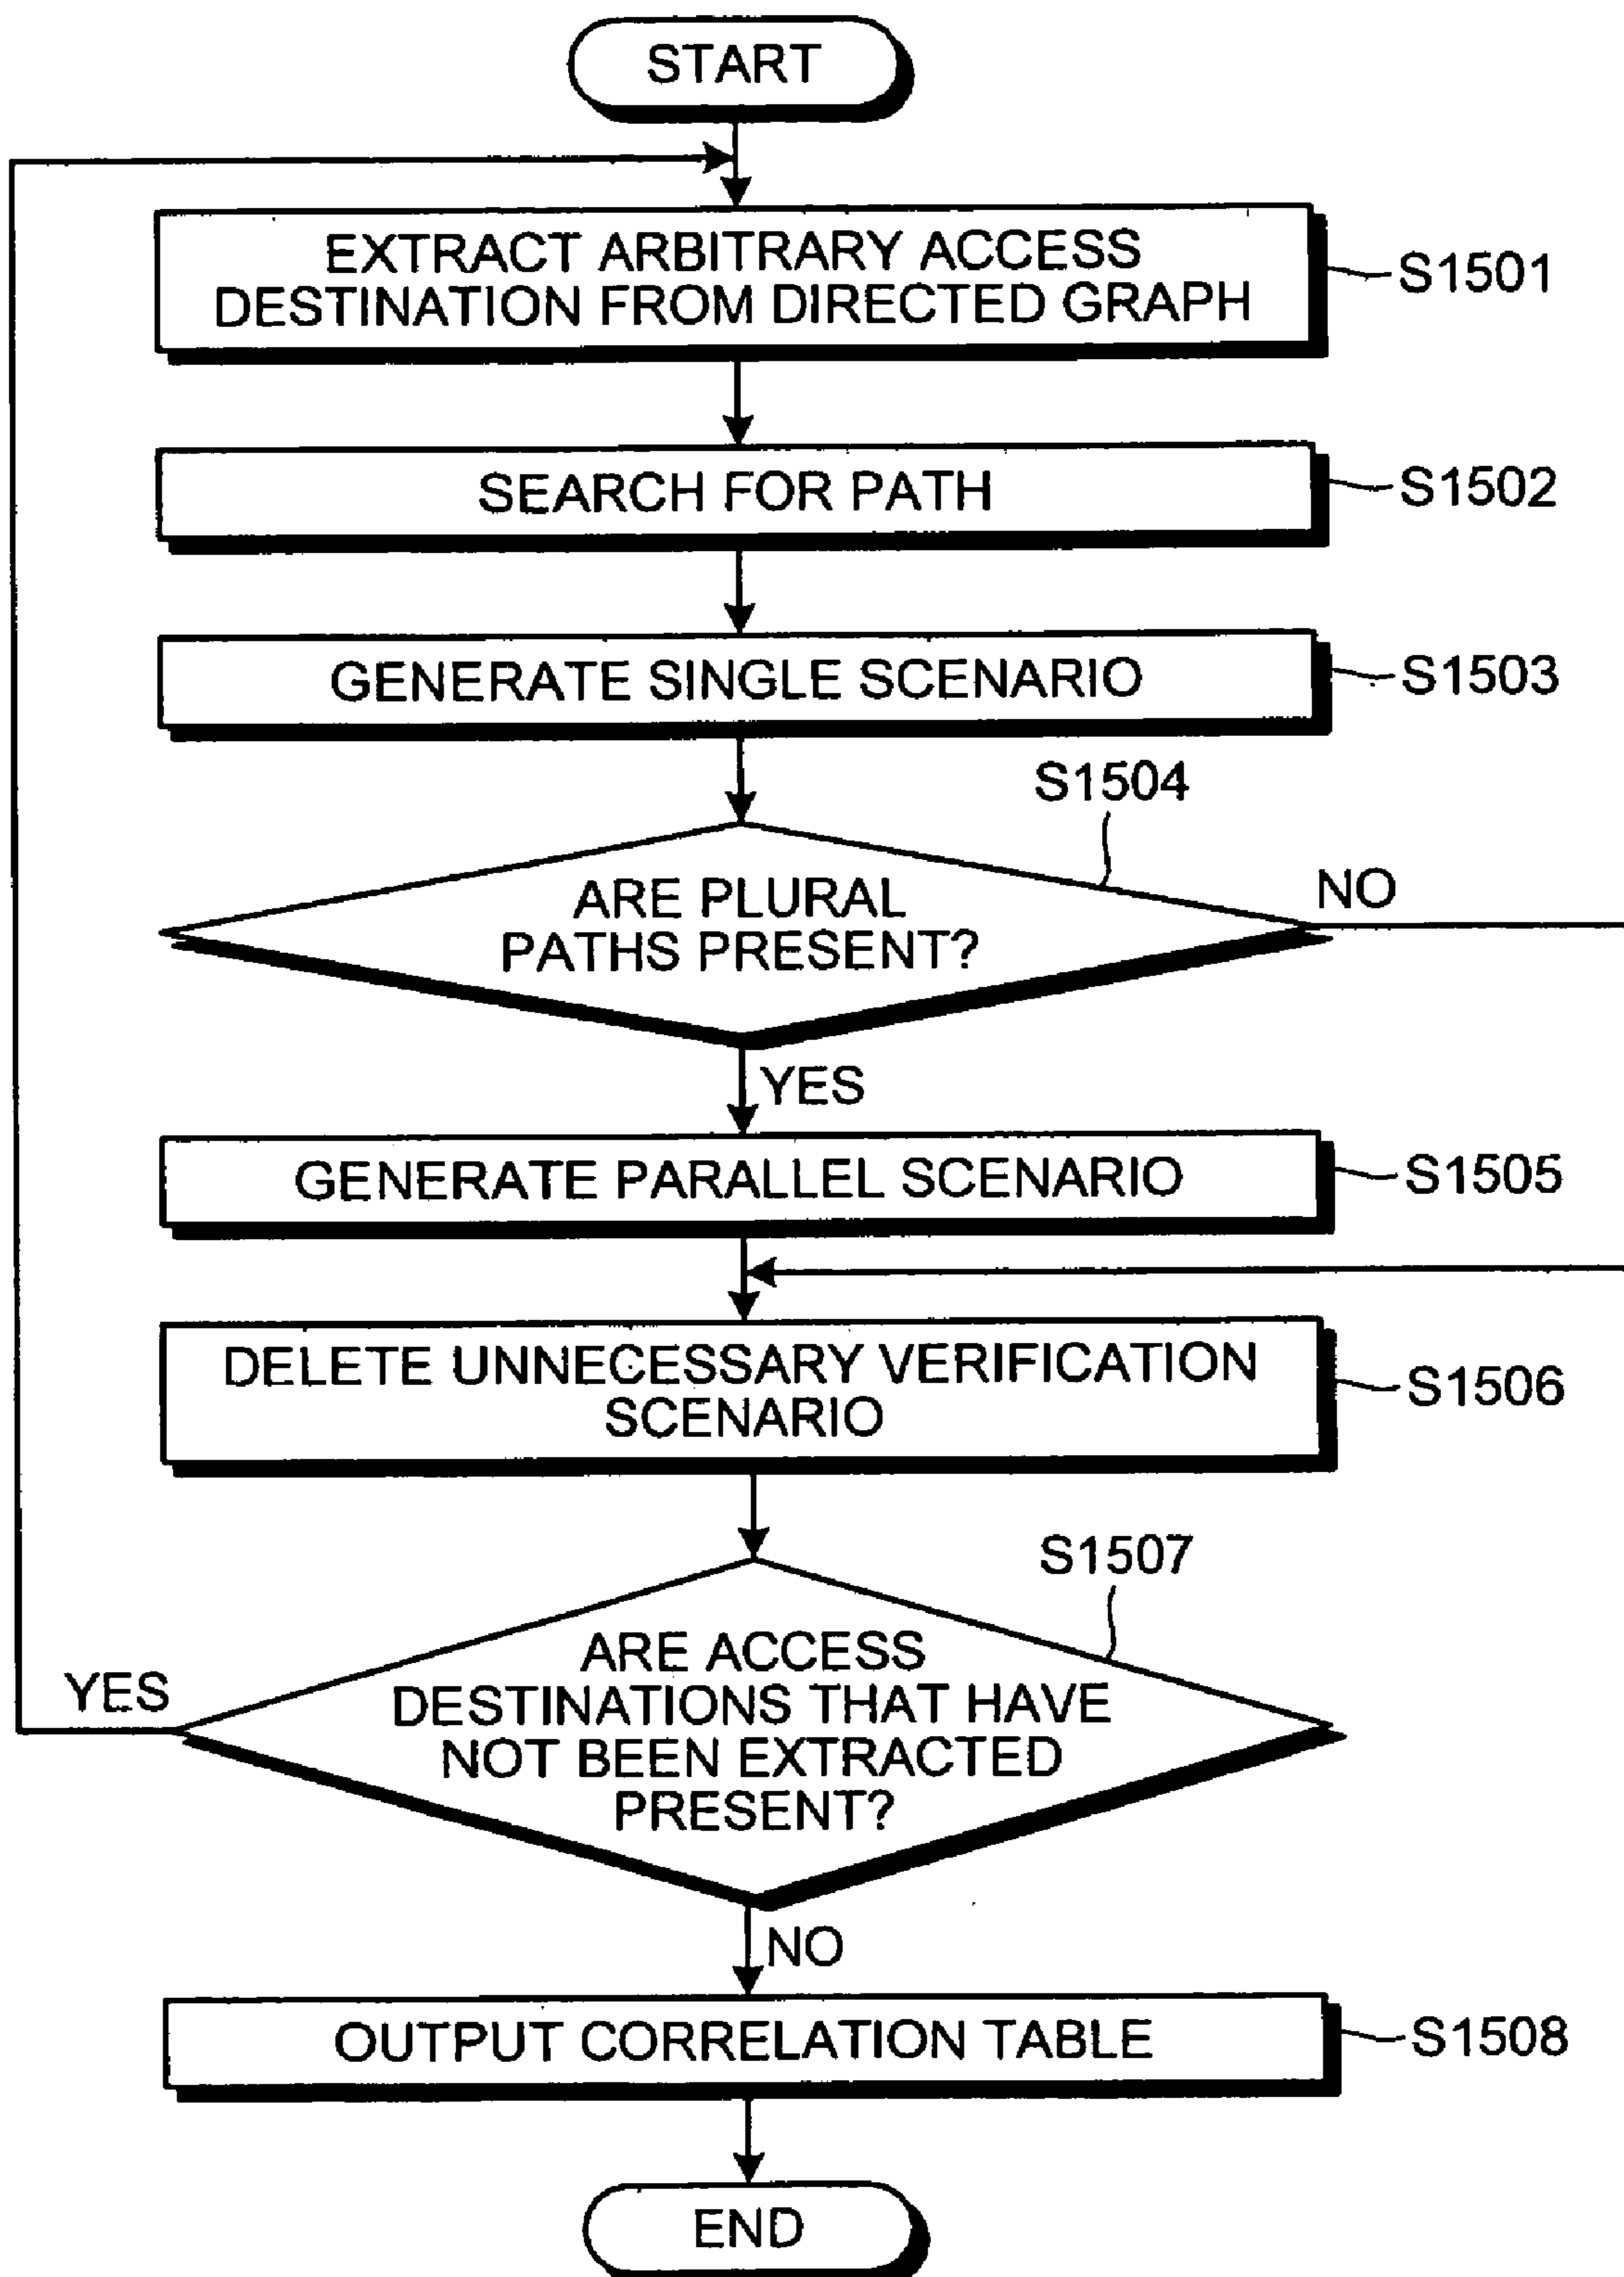 START
EXTRACT ARBITRARY ACCESS
DESTINATION FROM DIRECTED GRAPH
S1501
SEARCH FOR PATH
S1502
GENERATE SINGLE SCENARIO
S1503
S1504
ARE PLURAL
PATHS PRESENT?
NO
YES
GENERATE PARALLEL SCENARIO
S1505
DELETE UNNECESSARY VERIFICATION
SCENARIO
S1506
S1507
ARE ACCESS
DESTINATIONS THAT HAVE
NOT BEEN EXTRACTED
PRESENT?
YES
NO
OUTPUT CORRELATION TABLE
S1508
END